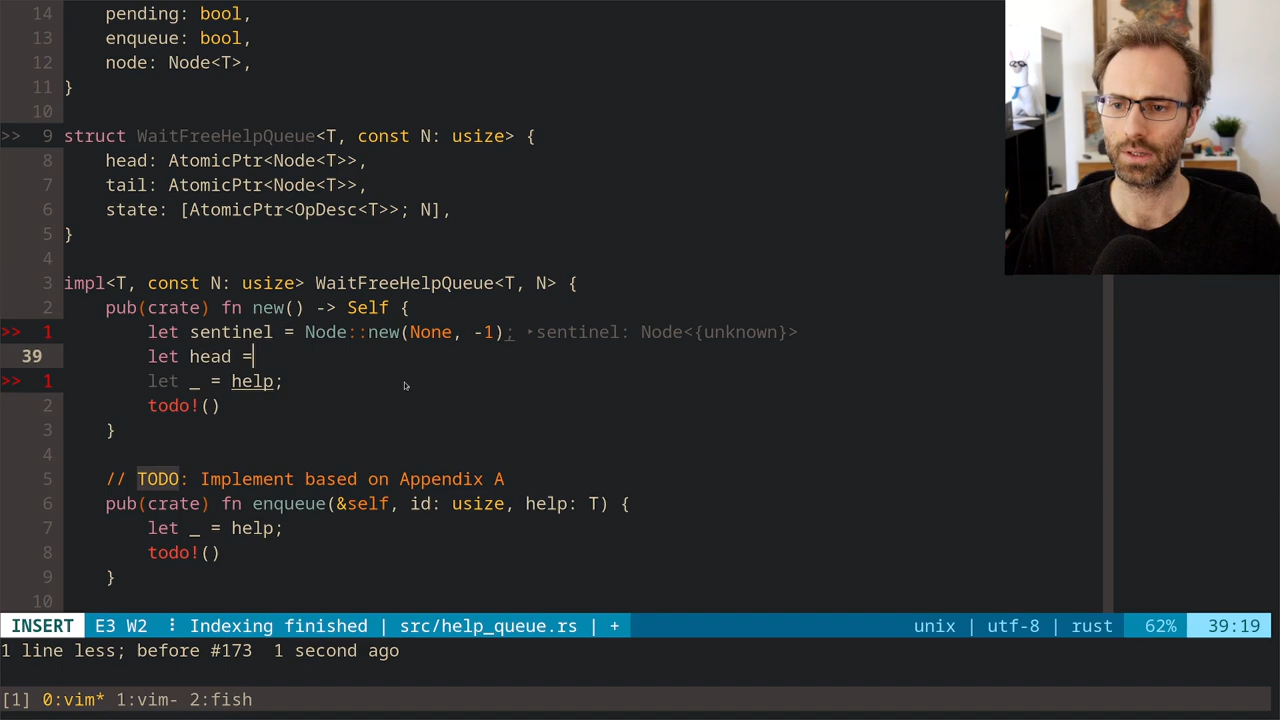 14     pending: bool,
13     enqueue: bool,
12     node: Node<T>,
11 }
10
>> 9 struct WaitFreeHelpQueue<T, const N: usize> {
8     head: AtomicPtr<Node<T>>,
7     tail: AtomicPtr<Node<T>>,
6     state: [AtomicPtr<OpDesc<T>>; N],
5 }
4
3 impl<T, const N: usize> WaitFreeHelpQueue<T, N> {
2     pub(crate) fn new() -> Self {
>> 1         let sentinel = Node::new(None, -1); ‣sentinel: Node<{unknown}>
39         let head =
>> 1         let _ = help;
2         todo!()
3     }
4
5     // TODO: Implement based on Appendix A
6     pub(crate) fn enqueue(&self, id: usize, help: T) {
7         let _ = help;
8         todo!()
9     }
10
INSERT E3 W2 ⠇ Indexing finished | src/help_queue.rs | + unix | utf-8 | rust 62% 39:19
1 line less; before #173  1 second ago
[1] 0:vim* 1:vim- 2:fish